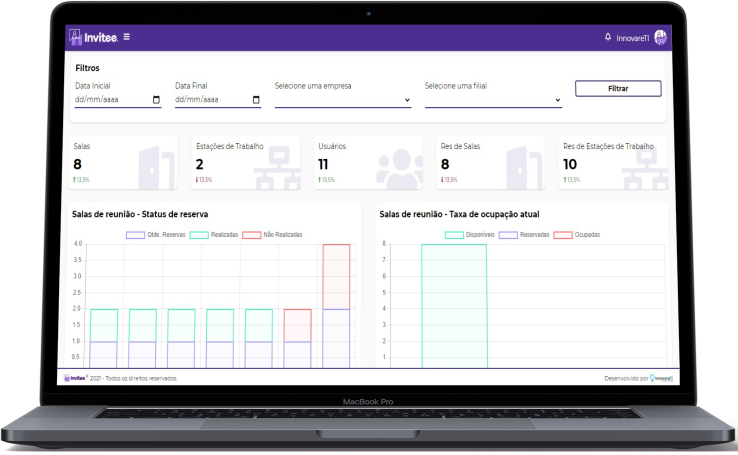 Invitee.
InnovareTI
Filtros
Data Inicial
Data Final
Selecione uma empresa
Selecione uma filial
dd/mm/aaaa
dd/mm/aaaa
Filtrar
Salas
8
13,5%
Estações de Trabalho
2
13,5%
Usuários
11
13,5%
Res de Salas
8
13,5%
Res de Estações de Trabalho
10
13,5%
Salas de reunião - Status de reserva
Qtde. Reservas
Realizadas
Não Realizadas
4.0
3.5
3.0
2.5
2.0
1.5
1.0
0.5
Salas de reunião - Taxa de ocupação atual
Disponíveis
Reservadas
Ocupadas
8
7
6
5
4
3
2
1
Invitee ® 2021 - Todos os direitos reservados
Desenvolvido por
MacBook Pro